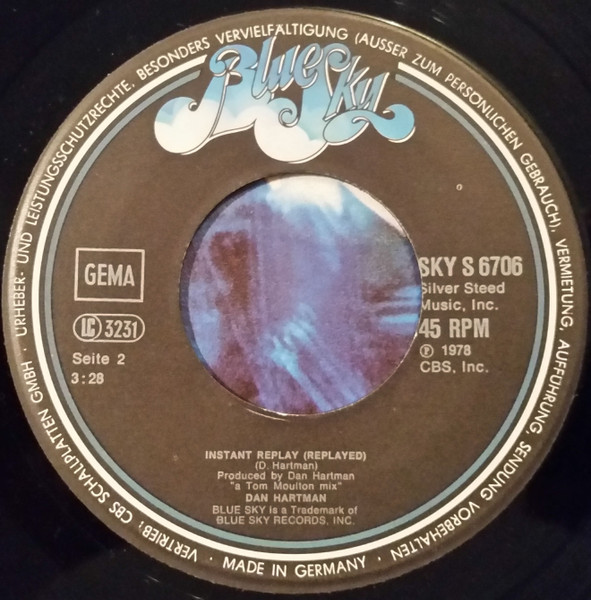 URHEBER- UND LEISTUNGSSCHUTZRECHTE, BESONDERS VERVIELFÄLTIGUNG (AUSSER ZUM PERSÖNLICHEN GEBRAUCH), VERMIETUNG, AUFFÜHRUNG, SENDUNG VORBEHALTEN
Blue Sky
GEMA
LC 3231
Seite 2
3:28
SKY S 6706
Silver Steed
Music, Inc.
45 RPM
℗ 1978
CBS, Inc.
INSTANT REPLAY (REPLAYED)
(D. Hartman)
Produced by Dan Hartman
"a Tom Moulton mix"
DAN HARTMAN
BLUE SKY is a Trademark of
BLUE SKY RECORDS, INC.
VERTRIEB: CBS SCHALLPLATTEN GMBH ·
· MADE IN GERMANY ·